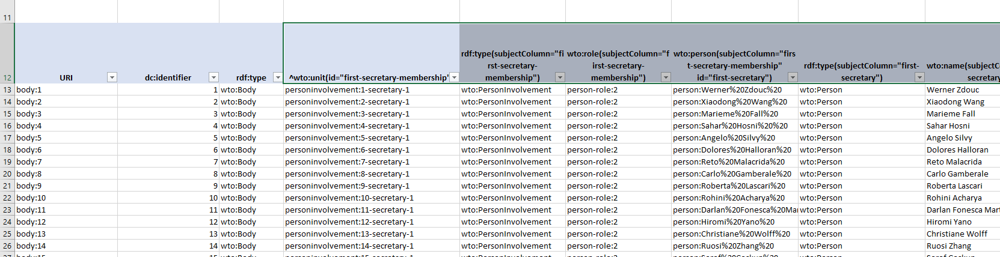 11
rdf:type(subjectColumn="fi wto:role(subjectColumn="f wto:person(subjectColumn="firs
rst-secretary- irst-secretary- t-secretary-membership" rdf:type(subjectColumn="first- wto:name(subjectC
12 URI dc:identifier rdf:type ^wto:unit(id="first-secretary-membership" membership") membership") id="first-secretary") secretary") secretary
13 body:1 1 wto:Body personinvolvement:1-secretary-1 wto:PersonInvolvement person-role:2 person:Werner%20Zdouc%20 wto:Person Werner Zdouc
14 body:2 2 wto:Body personinvolvement:2-secretary-1 wto:PersonInvolvement person-role:2 person:Xiaodong%20Wang%20 wto:Person Xiaodong Wang
15 body:3 3 wto:Body personinvolvement:3-secretary-1 wto:PersonInvolvement person-role:2 person:Marieme%20Fall%20 wto:Person Marieme Fall
16 body:4 4 wto:Body personinvolvement:4-secretary-1 wto:PersonInvolvement person-role:2 person:Sahar%20Hosni%20%20 wto:Person Sahar Hosni
17 body:5 5 wto:Body personinvolvement:5-secretary-1 wto:PersonInvolvement person-role:2 person:Angelo%20Silvy%20 wto:Person Angelo Silvy
18 body:6 6 wto:Body personinvolvement:6-secretary-1 wto:PersonInvolvement person-role:2 person:Dolores%20Halloran%20 wto:Person Dolores Halloran
19 body:7 7 wto:Body personinvolvement:7-secretary-1 wto:PersonInvolvement person-role:2 person:Reto%20Malacrida%20 wto:Person Reto Malacrida
20 body:8 8 wto:Body personinvolvement:8-secretary-1 wto:PersonInvolvement person-role:2 person:Carlo%20Gamberale%20 wto:Person Carlo Gamberale
21 body:9 9 wto:Body personinvolvement:9-secretary-1 wto:PersonInvolvement person-role:2 person:Roberta%20Lascari%20 wto:Person Roberta Lascari
22 body:10 10 wto:Body personinvolvement:10-secretary-1 wto:PersonInvolvement person-role:2 person:Rohini%20Acharya%20 wto:Person Rohini Acharya
23 body:11 11 wto:Body personinvolvement:11-secretary-1 wto:PersonInvolvement person-role:2 person:Darlan%20Fonesca%20Ma wto:Person Darlan Fonesca Mar
24 body:12 12 wto:Body personinvolvement:12-secretary-1 wto:PersonInvolvement person-role:2 person:Hiromi%20Yano%20 wto:Person Hiromi Yano
25 body:13 13 wto:Body personinvolvement:13-secretary-1 wto:PersonInvolvement person-role:2 person:Christiane%20Wolff%20 wto:Person Christiane Wolff
26 body:14 14 wto:Body personinvolvement:14-secretary-1 wto:PersonInvolvement person-role:2 person:Ruosi%20Zhang%20 wto:Person Ruosi Zhang